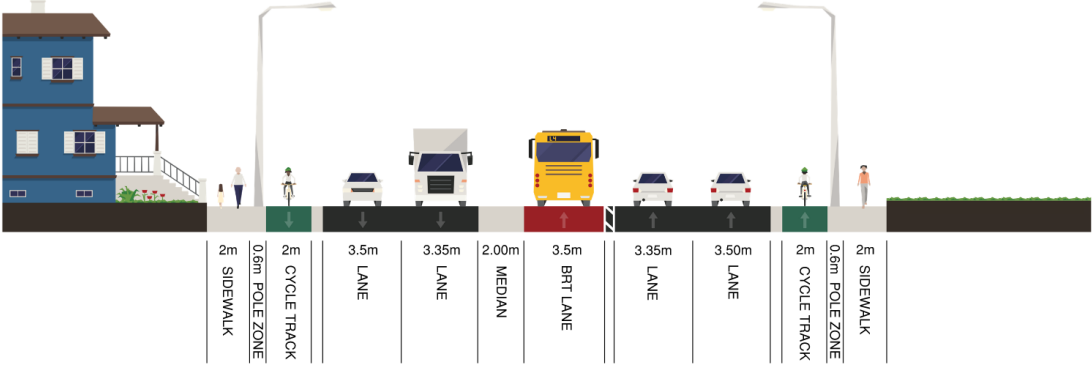 L4
2m SIDEWALK
0.6m POLE ZONE
2m CYCLE TRACK
3.5m LANE
3.35m LANE
2.00m MEDIAN
3.5m BRT LANE
3.35m LANE
3.50m LANE
2m CYCLE TRACK
0.6m POLE ZONE
2m SIDEWALK